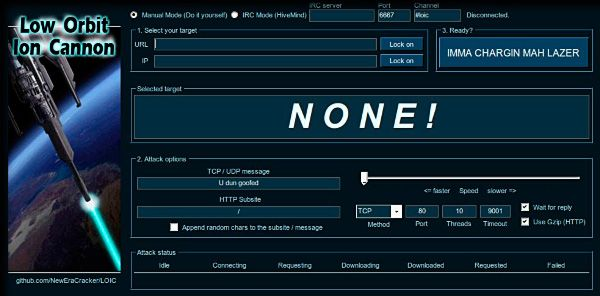 Low Orbit
Ion Cannon
github.com/NewEraCracker/LOIC
IRC server Port Channel
Manual Mode (Do it yourself) IRC Mode (HiveMind) 6667 #loic Disconnected.
1. Select your target
URL Lock on
IP Lock on
3. Ready?
IMMA CHARGIN MAH LAZER
Selected target
NONE!
2. Attack options
TCP / UDP message
U dun goofed
HTTP Subsite
/
Append random chars to the subsite / message
<= faster Speed slower =>
TCP 80 10 9001
Method Port Threads Timeout
Wait for reply
Use Gzip (HTTP)
Attack status
Idle Connecting Requesting Downloading Downloaded Requested Failed